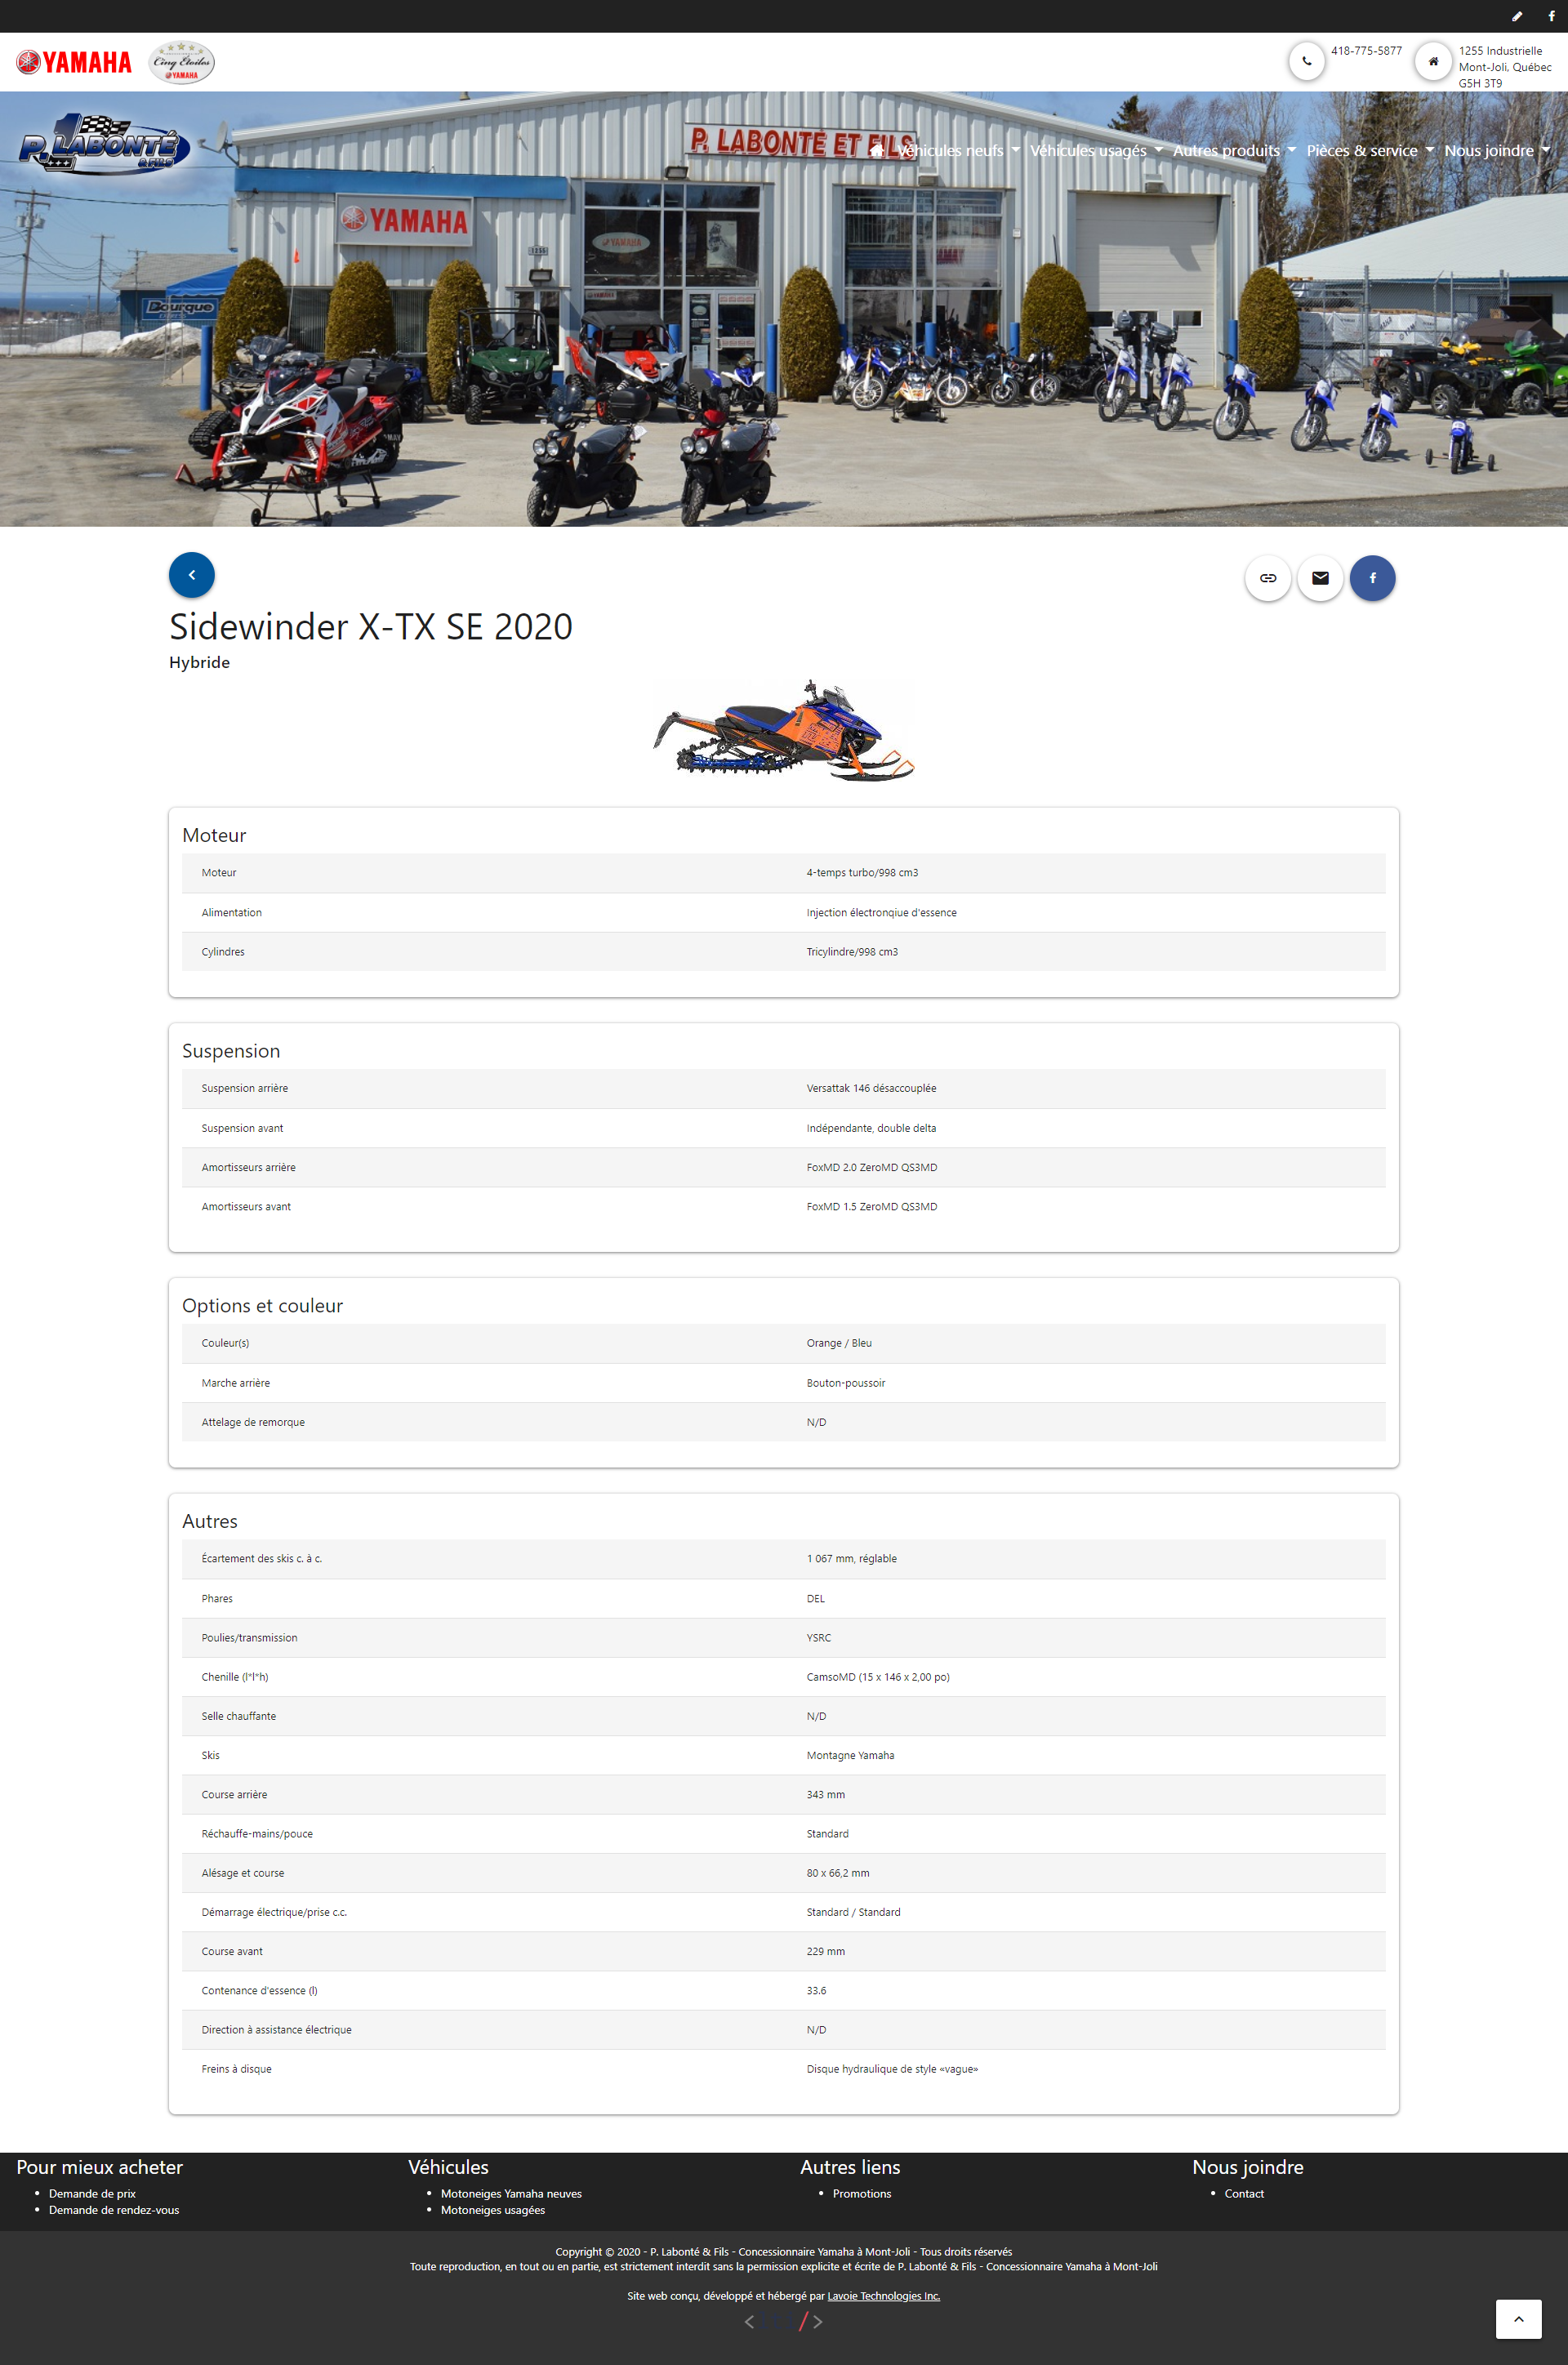 YAMAHA
Cinq Étoiles
YAMAHA
418-775-5877
1255 Industrielle
Mont-Joli, Québec
G5H 3T9
P. LABONTÉ
& FILS
P. LABONTE ET FILS
Véhicules neufs
Véhicules usagés
Autres produits
Pièces & service
Nous joindre
YAMAHA
YAMAHA
1255
Bourque
Sidewinder X-TX SE 2020
Hybride
Moteur
Moteur 4-temps turbo/998 cm3
Alimentation Injection électronqiue d'essence
Cylindres Tricylindre/998 cm3
Suspension
Suspension arrière Versattak 146 désaccouplée
Suspension avant Indépendante, double delta
Amortisseurs arrière FoxMD 2.0 ZeroMD QS3MD
Amortisseurs avant FoxMD 1.5 ZeroMD QS3MD
Options et couleur
Couleur(s) Orange / Bleu
Marche arrière Bouton-poussoir
Attelage de remorque N/D
Autres
Écartement des skis c. à c. 1 067 mm, réglable
Phares DEL
Poulies/transmission YSRC
Chenille (l*l*h) CamsoMD (15 x 146 x 2,00 po)
Selle chauffante N/D
Skis Montagne Yamaha
Course arrière 343 mm
Réchauffe-mains/pouce Standard
Alésage et course 80 x 66,2 mm
Démarrage électrique/prise c.c. Standard / Standard
Course avant 229 mm
Contenance d'essence (l) 33.6
Direction à assistance électrique N/D
Freins à disque Disque hydraulique de style «vague»
Pour mieux acheter
Demande de prix
Demande de rendez-vous
Véhicules
Motoneiges Yamaha neuves
Motoneiges usagées
Autres liens
Promotions
Nous joindre
Contact
Copyright © 2020 - P. Labonté & Fils - Concessionnaire Yamaha à Mont-Joli - Tous droits réservés
Toute reproduction, en tout ou en partie, est strictement interdit sans la permission explicite et écrite de P. Labonté & Fils - Concessionnaire Yamaha à Mont-Joli
Site web conçu, développé et hébergé par Lavoie Technologies Inc.